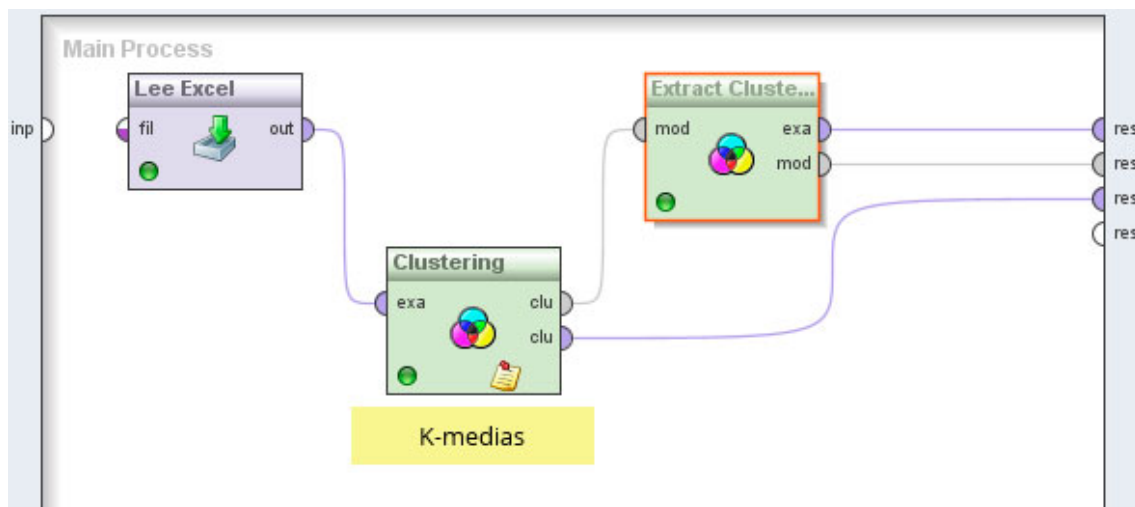 Main Process
Lee Excel
Extract Cluste...
inp
fil
out
mod
exa
res
mod
res
res
res
Clustering
exa
clu
clu
K-medias